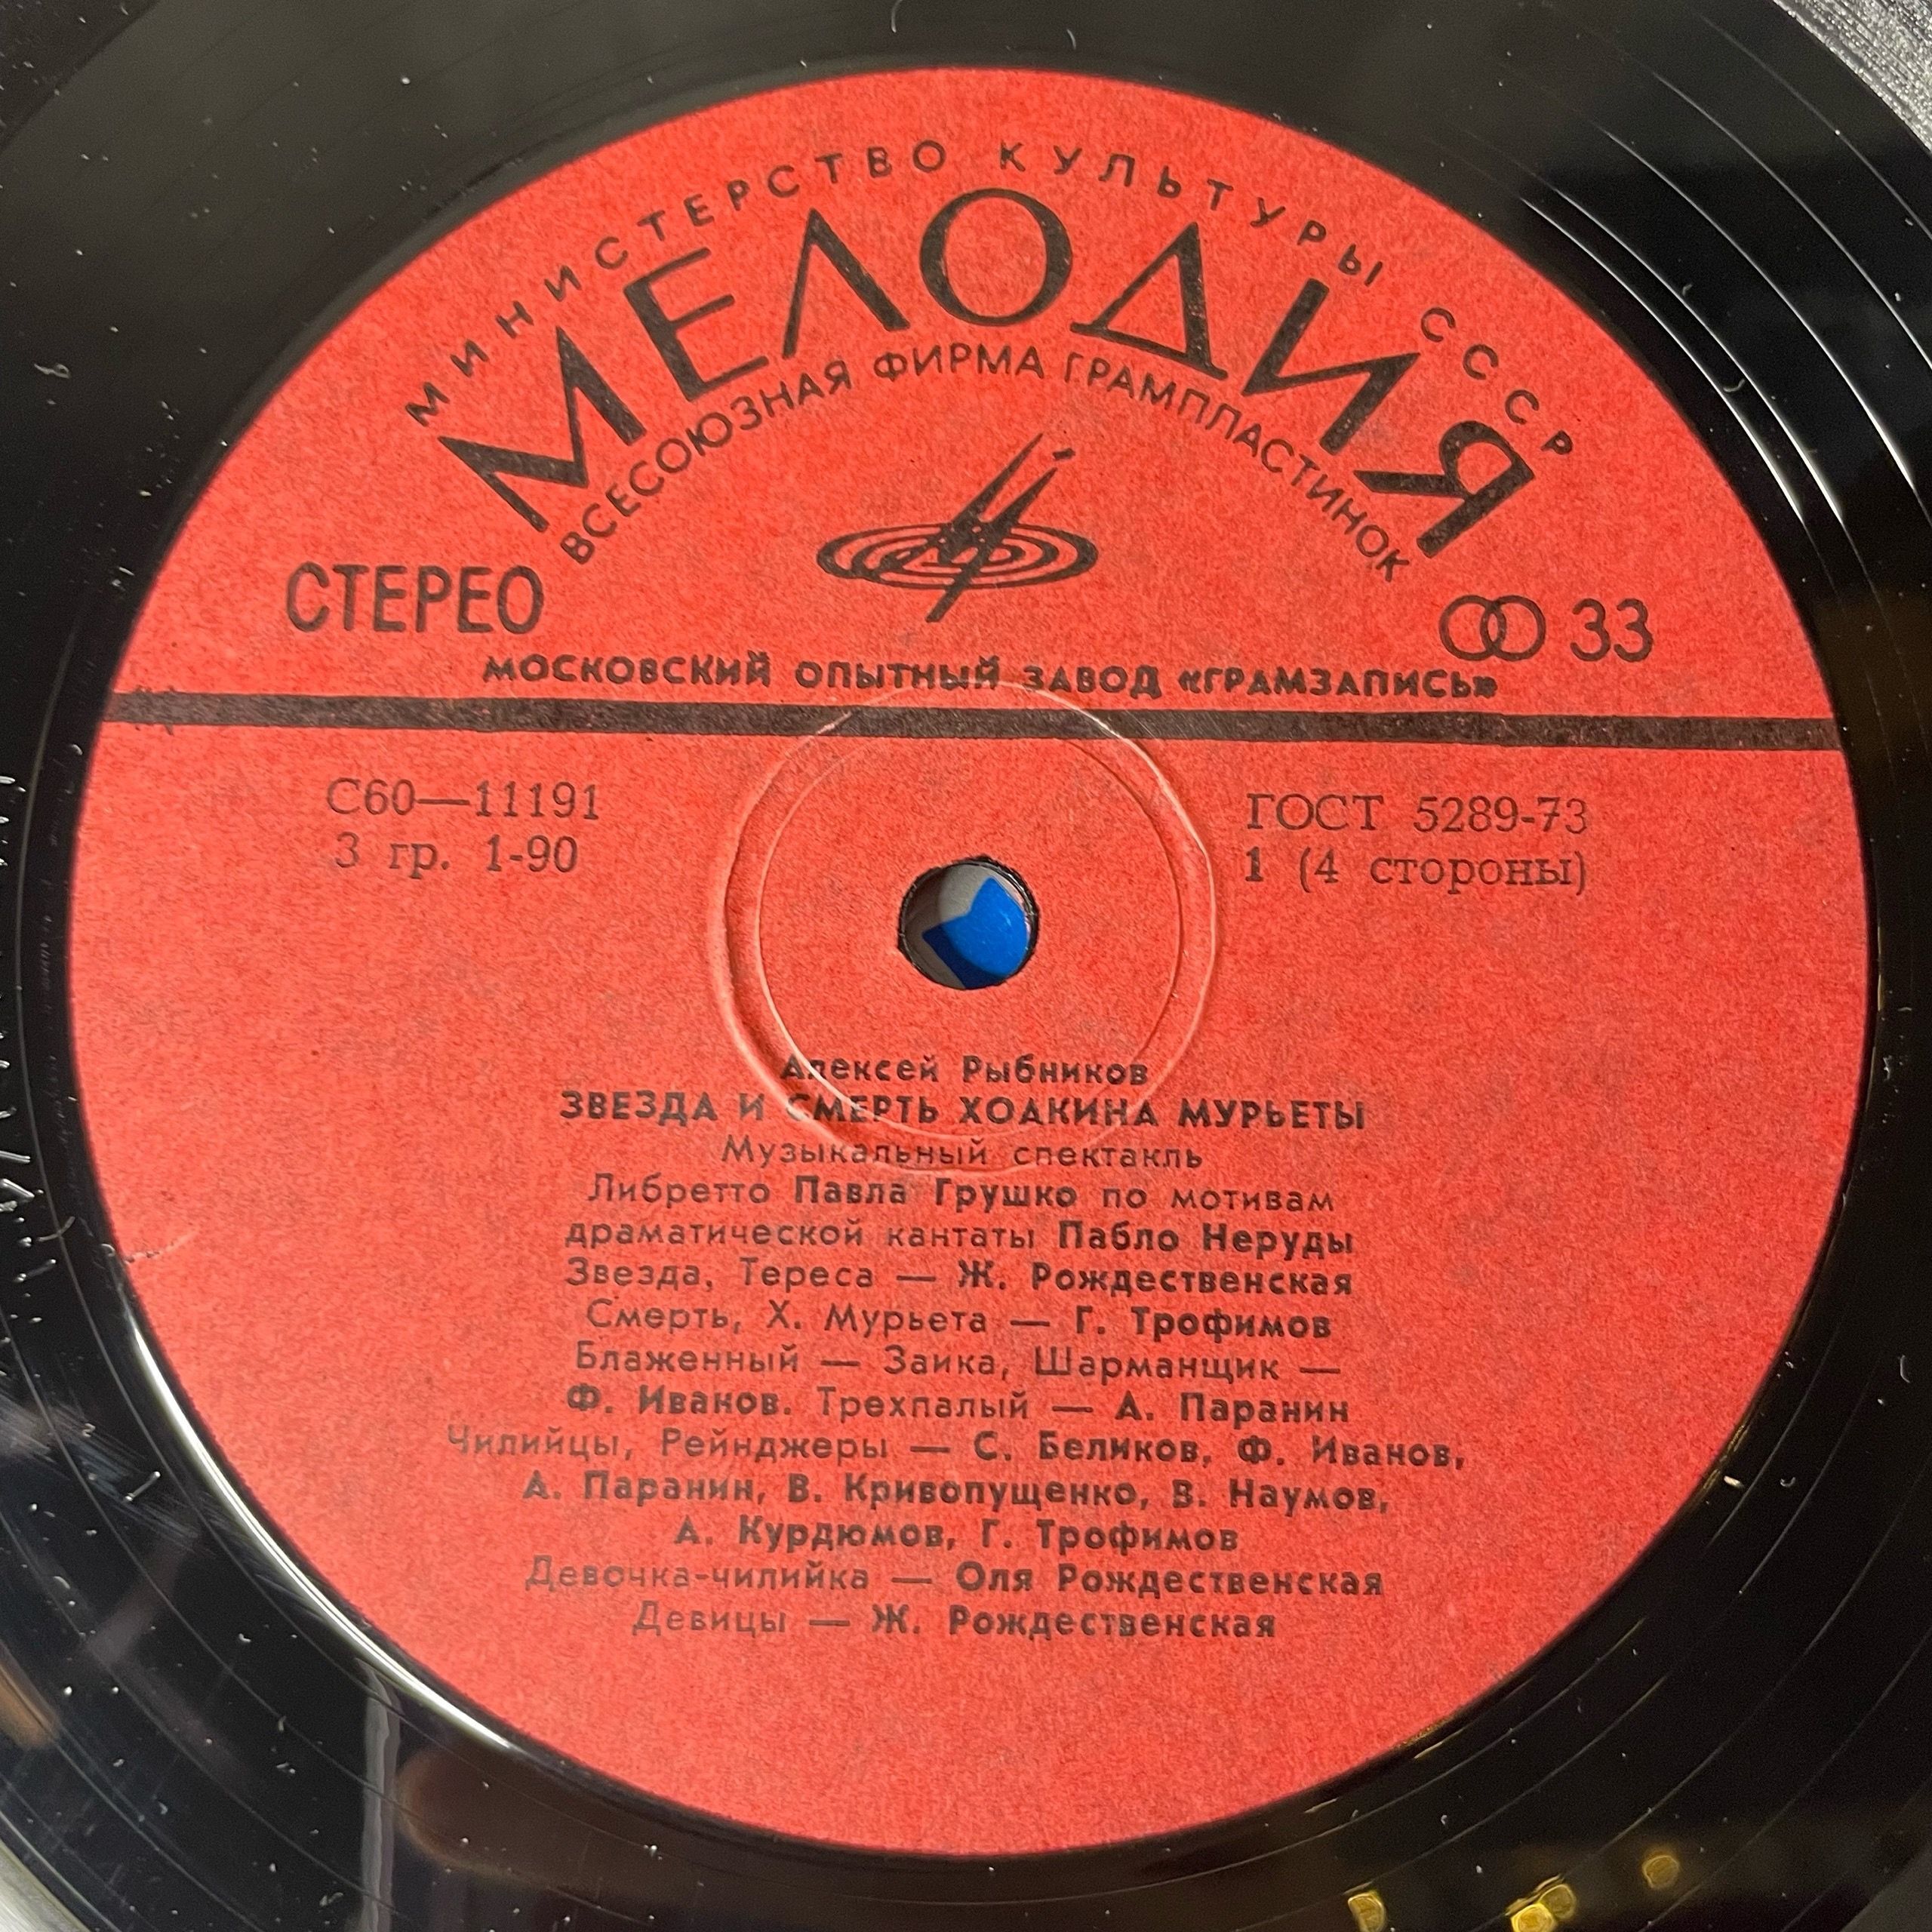 МИНИСТЕРСТВО КУЛЬТУРЫ СССР
МЕЛОДИЯ
ВСЕСОЮЗНАЯ ФИРМА ГРАМПЛАСТИНОК
СТЕРЕО
33
МОСКОВСКИЙ ОПЫТНЫЙ ЗАВОД «ГРАМЗАПИСЬ»
С60—11191
ГОСТ 5289-73
3 гр. 1-90
1 (4 стороны)
Алексей Рыбников
ЗВЕЗДА И СМЕРТЬ ХОАКИНА МУРЬЕТЫ
Музыкальный спектакль
Либретто Павла Грушко по мотивам
драматической кантаты Пабло Неруды
Звезда, Тереса — Ж. Рождественская
Смерть, Х. Мурьета — Г. Трофимов
Блаженный — Заика, Шарманщик —
Ф. Иванов. Трехпалый — А. Паранин
Чилийцы, Рейнджеры — С. Беликов, Ф. Иванов,
А. Паранин, В. Кривопущенко, В. Наумов,
А. Курдюмов, Г. Трофимов
Девочка-чилийка — Оля Рождественская
Девицы — Ж. Рождественская